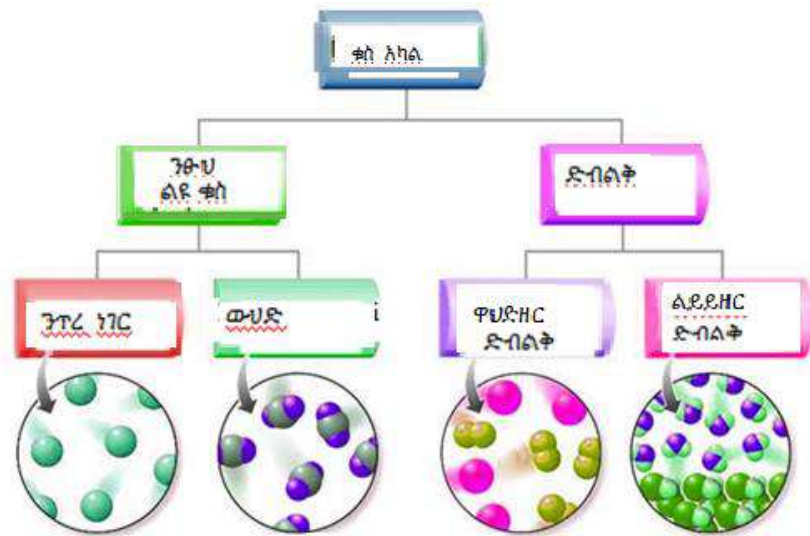 ቁስ አካል
ንፁህ
ልዩ ቁስ
ድብልቅ
ንጥረ ነገር
ውህድ
ዋህድዘር
ድብልቅ
ልይይዘር
ድብልቅ